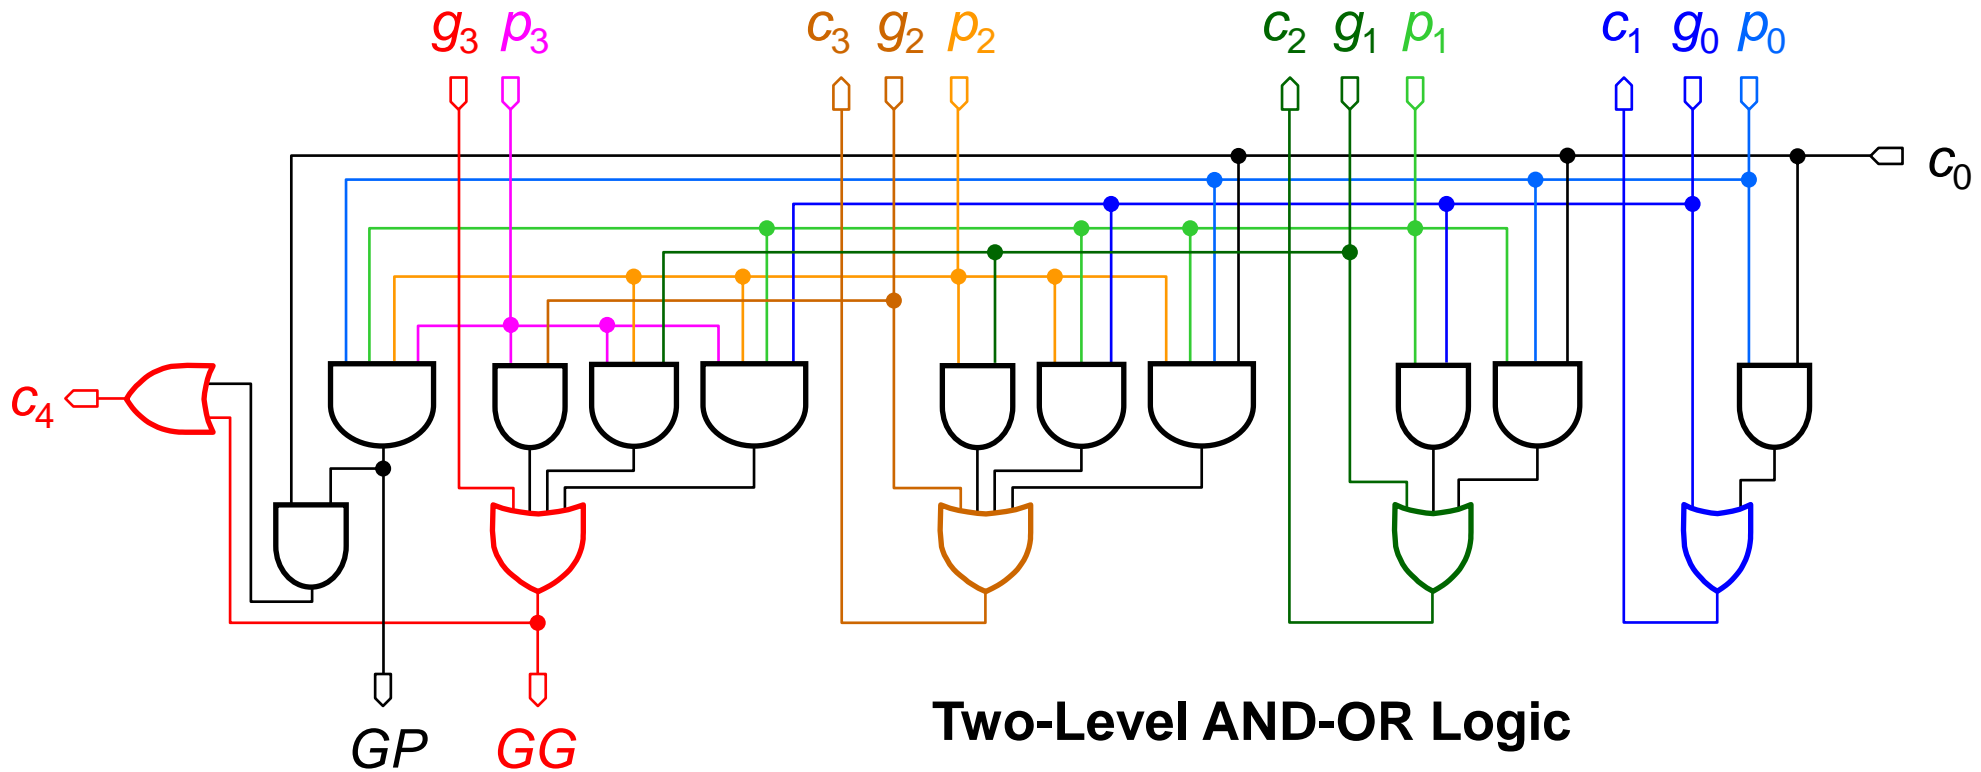 g3 p3 c3 g2 p2 c2 g1 p1 c1 g0 p0
c0
c4
GP GG
Two-Level AND-OR Logic